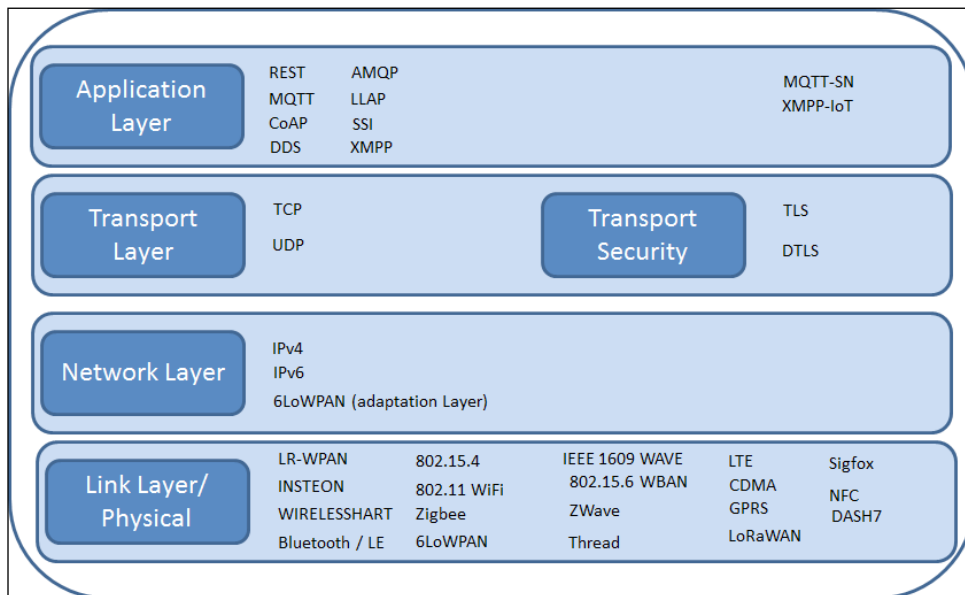 Application
Layer
REST AMQP
MQTT LLAP
CoAP SSI
DDS XMPP
MQTT-SN
XMPP-IoT
Transport
Layer
TCP
UDP
Transport
Security
TLS
DTLS
Network Layer
IPv4
IPv6
6LoWPAN (adaptation Layer)
Link Layer/
Physical
LR-WPAN 802.15.4 IEEE 1609 WAVE LTE Sigfox
INSTEON 802.11 WiFi 802.15.6 WBAN CDMA NFC
WIRELESSHART Zigbee ZWave GPRS DASH7
Bluetooth / LE 6LoWPAN Thread LoRaWAN